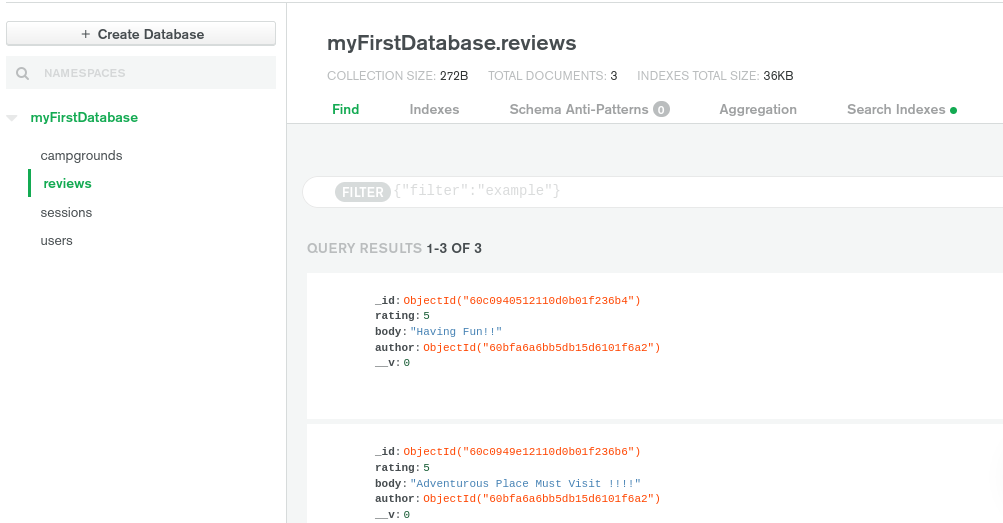 + Create Database
NAMESPACES
myFirstDatabase
campgrounds
reviews
sessions
users
myFirstDatabase.reviews
COLLECTION SIZE: 272B TOTAL DOCUMENTS: 3 INDEXES TOTAL SIZE: 36KB
Find Indexes Schema Anti-Patterns 0 Aggregation Search Indexes
FILTER {"filter":"example"}
QUERY RESULTS 1-3 OF 3
_id: ObjectId("60c0940512110d0b01f236b4")
rating: 5
body: "Having Fun!!"
author: ObjectId("60bfa6a6bb5db15d6101f6a2")
__v: 0
_id: ObjectId("60c0949e12110d0b01f236b6")
rating: 5
body: "Adventurous Place Must Visit !!!!"
author: ObjectId("60bfa6a6bb5db15d6101f6a2")
__v: 0